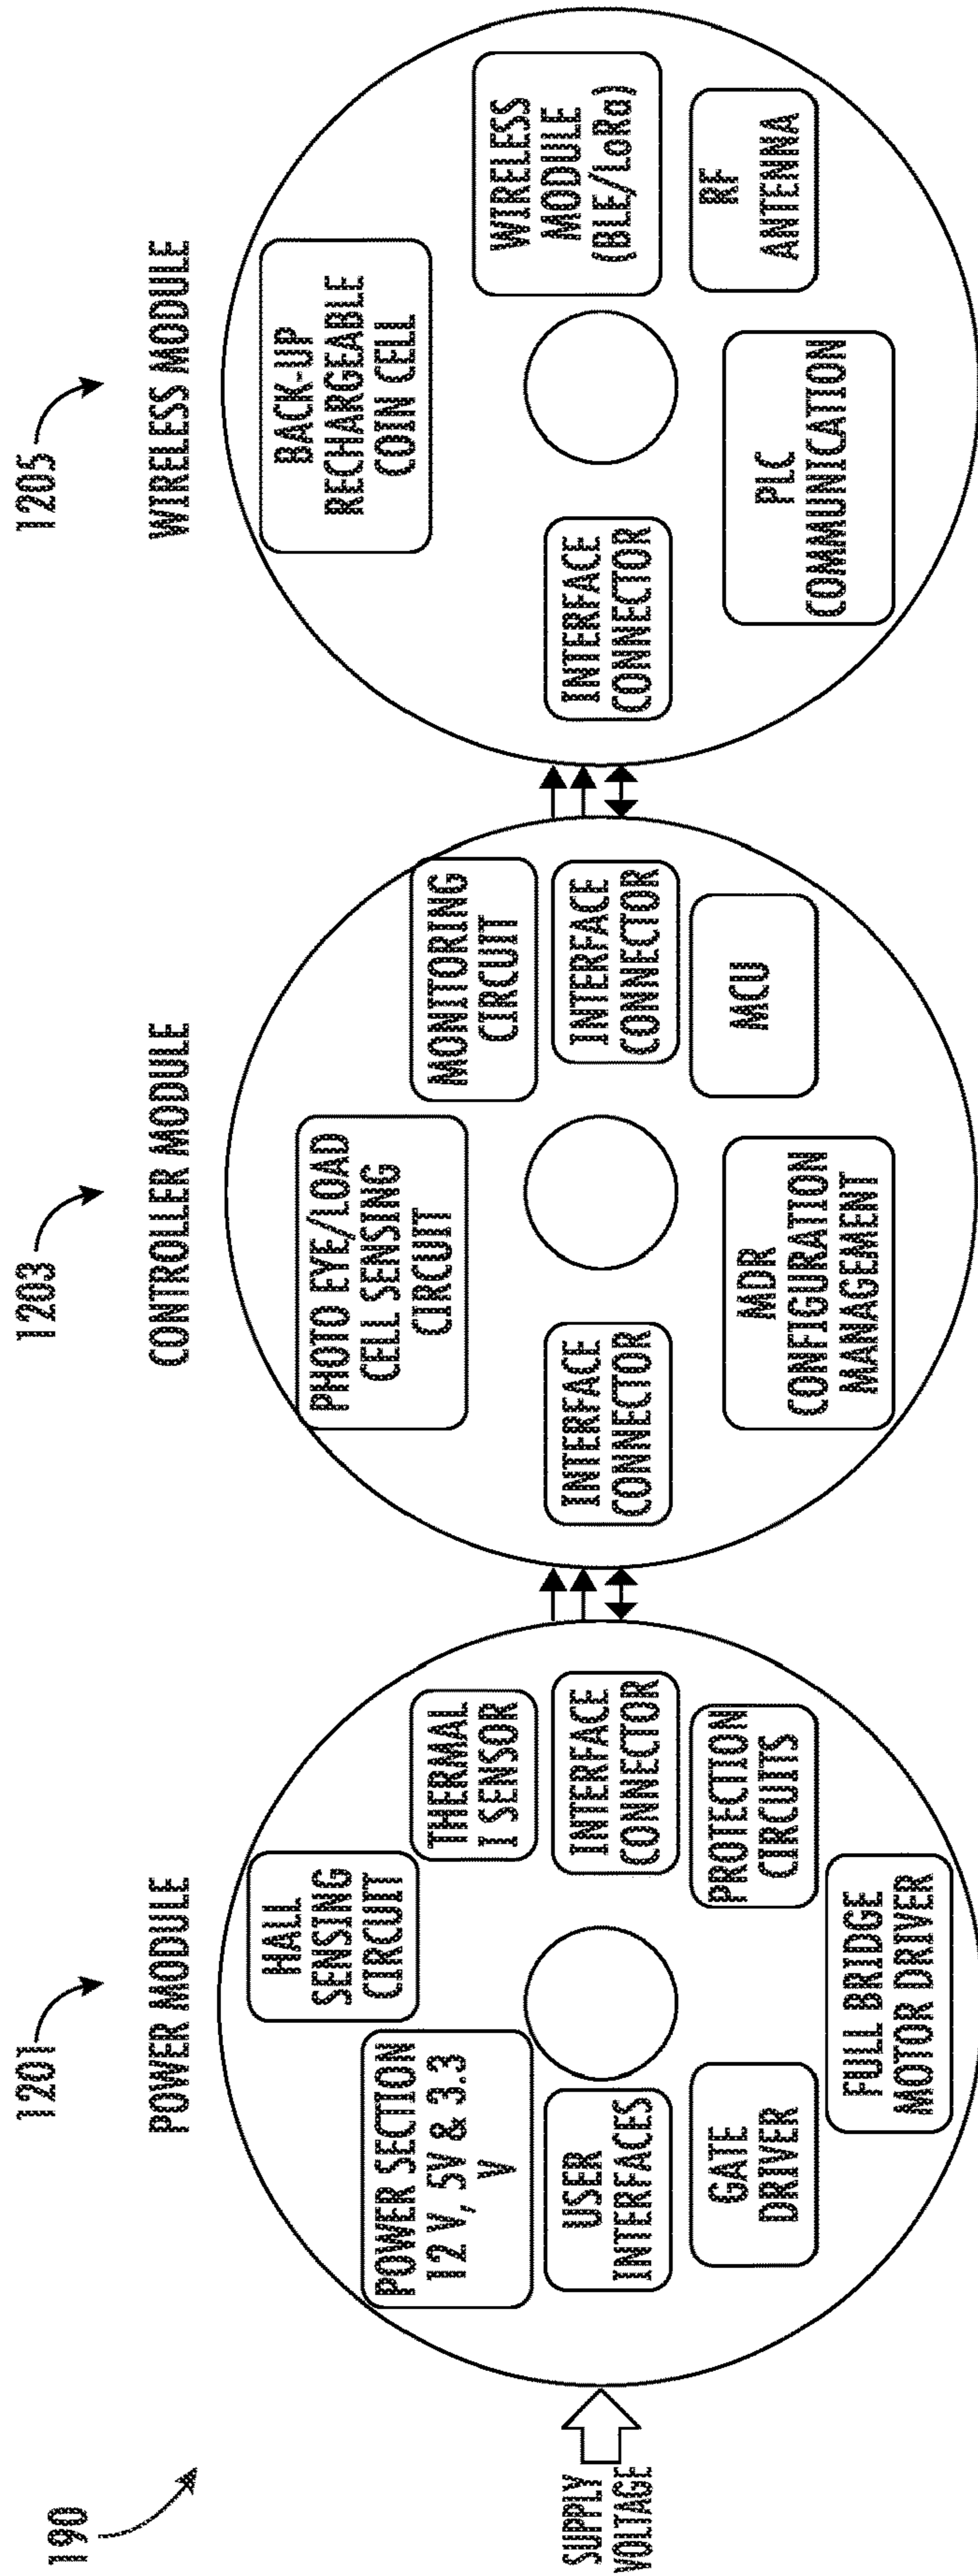 190
SUPPLY
VOLTAGE
1201
POWER MODULE
HALL
SENSING
CIRCUIT
POWER SECTION
12 V, 5V & 3.3
V
THERMAL
T SENSOR
USER
INTERFACES
INTERFACE
CONNECTOR
GATE
DRIVER
PROTECTION
CIRCUITS
FULL BRIDGE
MOTOR DRIVER
1203
CONTROLLER MODULE
PHOTO EYE/LOAD
CELL SENSING
CIRCUIT
MONITORING
CIRCUIT
INTERFACE
CONNECTOR
INTERFACE
CONNECTOR
MDR
CONFIGURATION
MANAGEMENT
MCU
1205
WIRELESS MODULE
BACK-UP
RECHARGEABLE
COIN CELL
WIRELESS
MODULE
(BLE/LoRa)
INTERFACE
CONNECTOR
PLC
COMMUNICATION
RF
ANTENNA